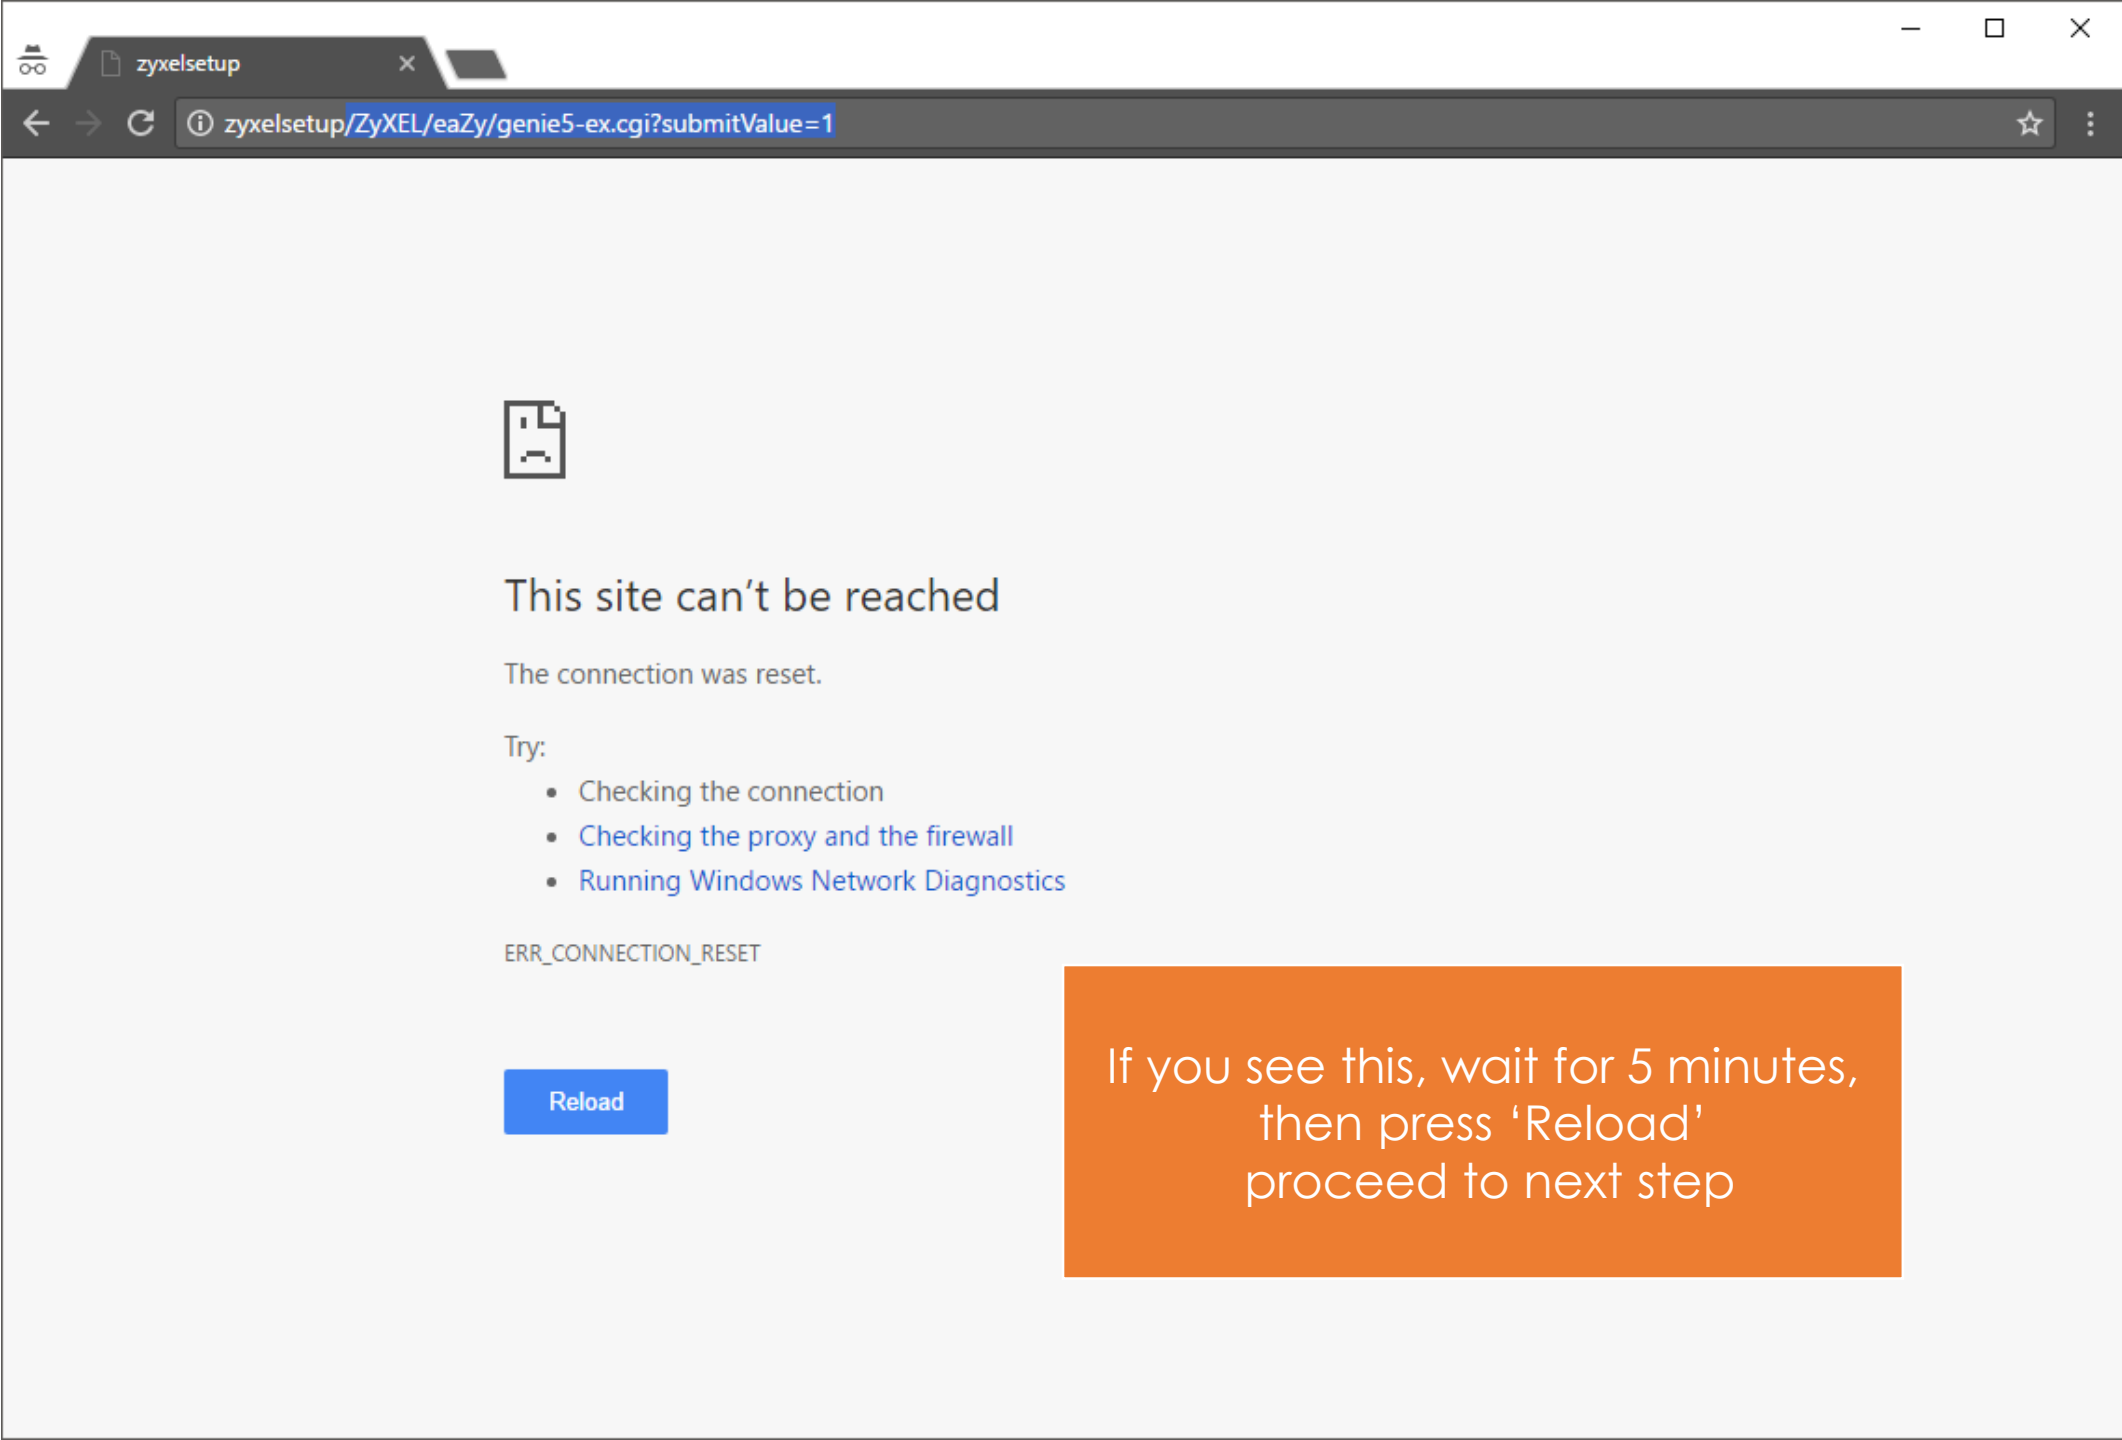 zyxelsetup
zyxelsetup/ZyXEL/eaZy/genie5-ex.cgi?submitValue=1
This site can’t be reached
The connection was reset.
Try:
• Checking the connection
• Checking the proxy and the firewall
• Running Windows Network Diagnostics
ERR_CONNECTION_RESET
Reload
If you see this, wait for 5 minutes,
then press ‘Reload’
proceed to next step